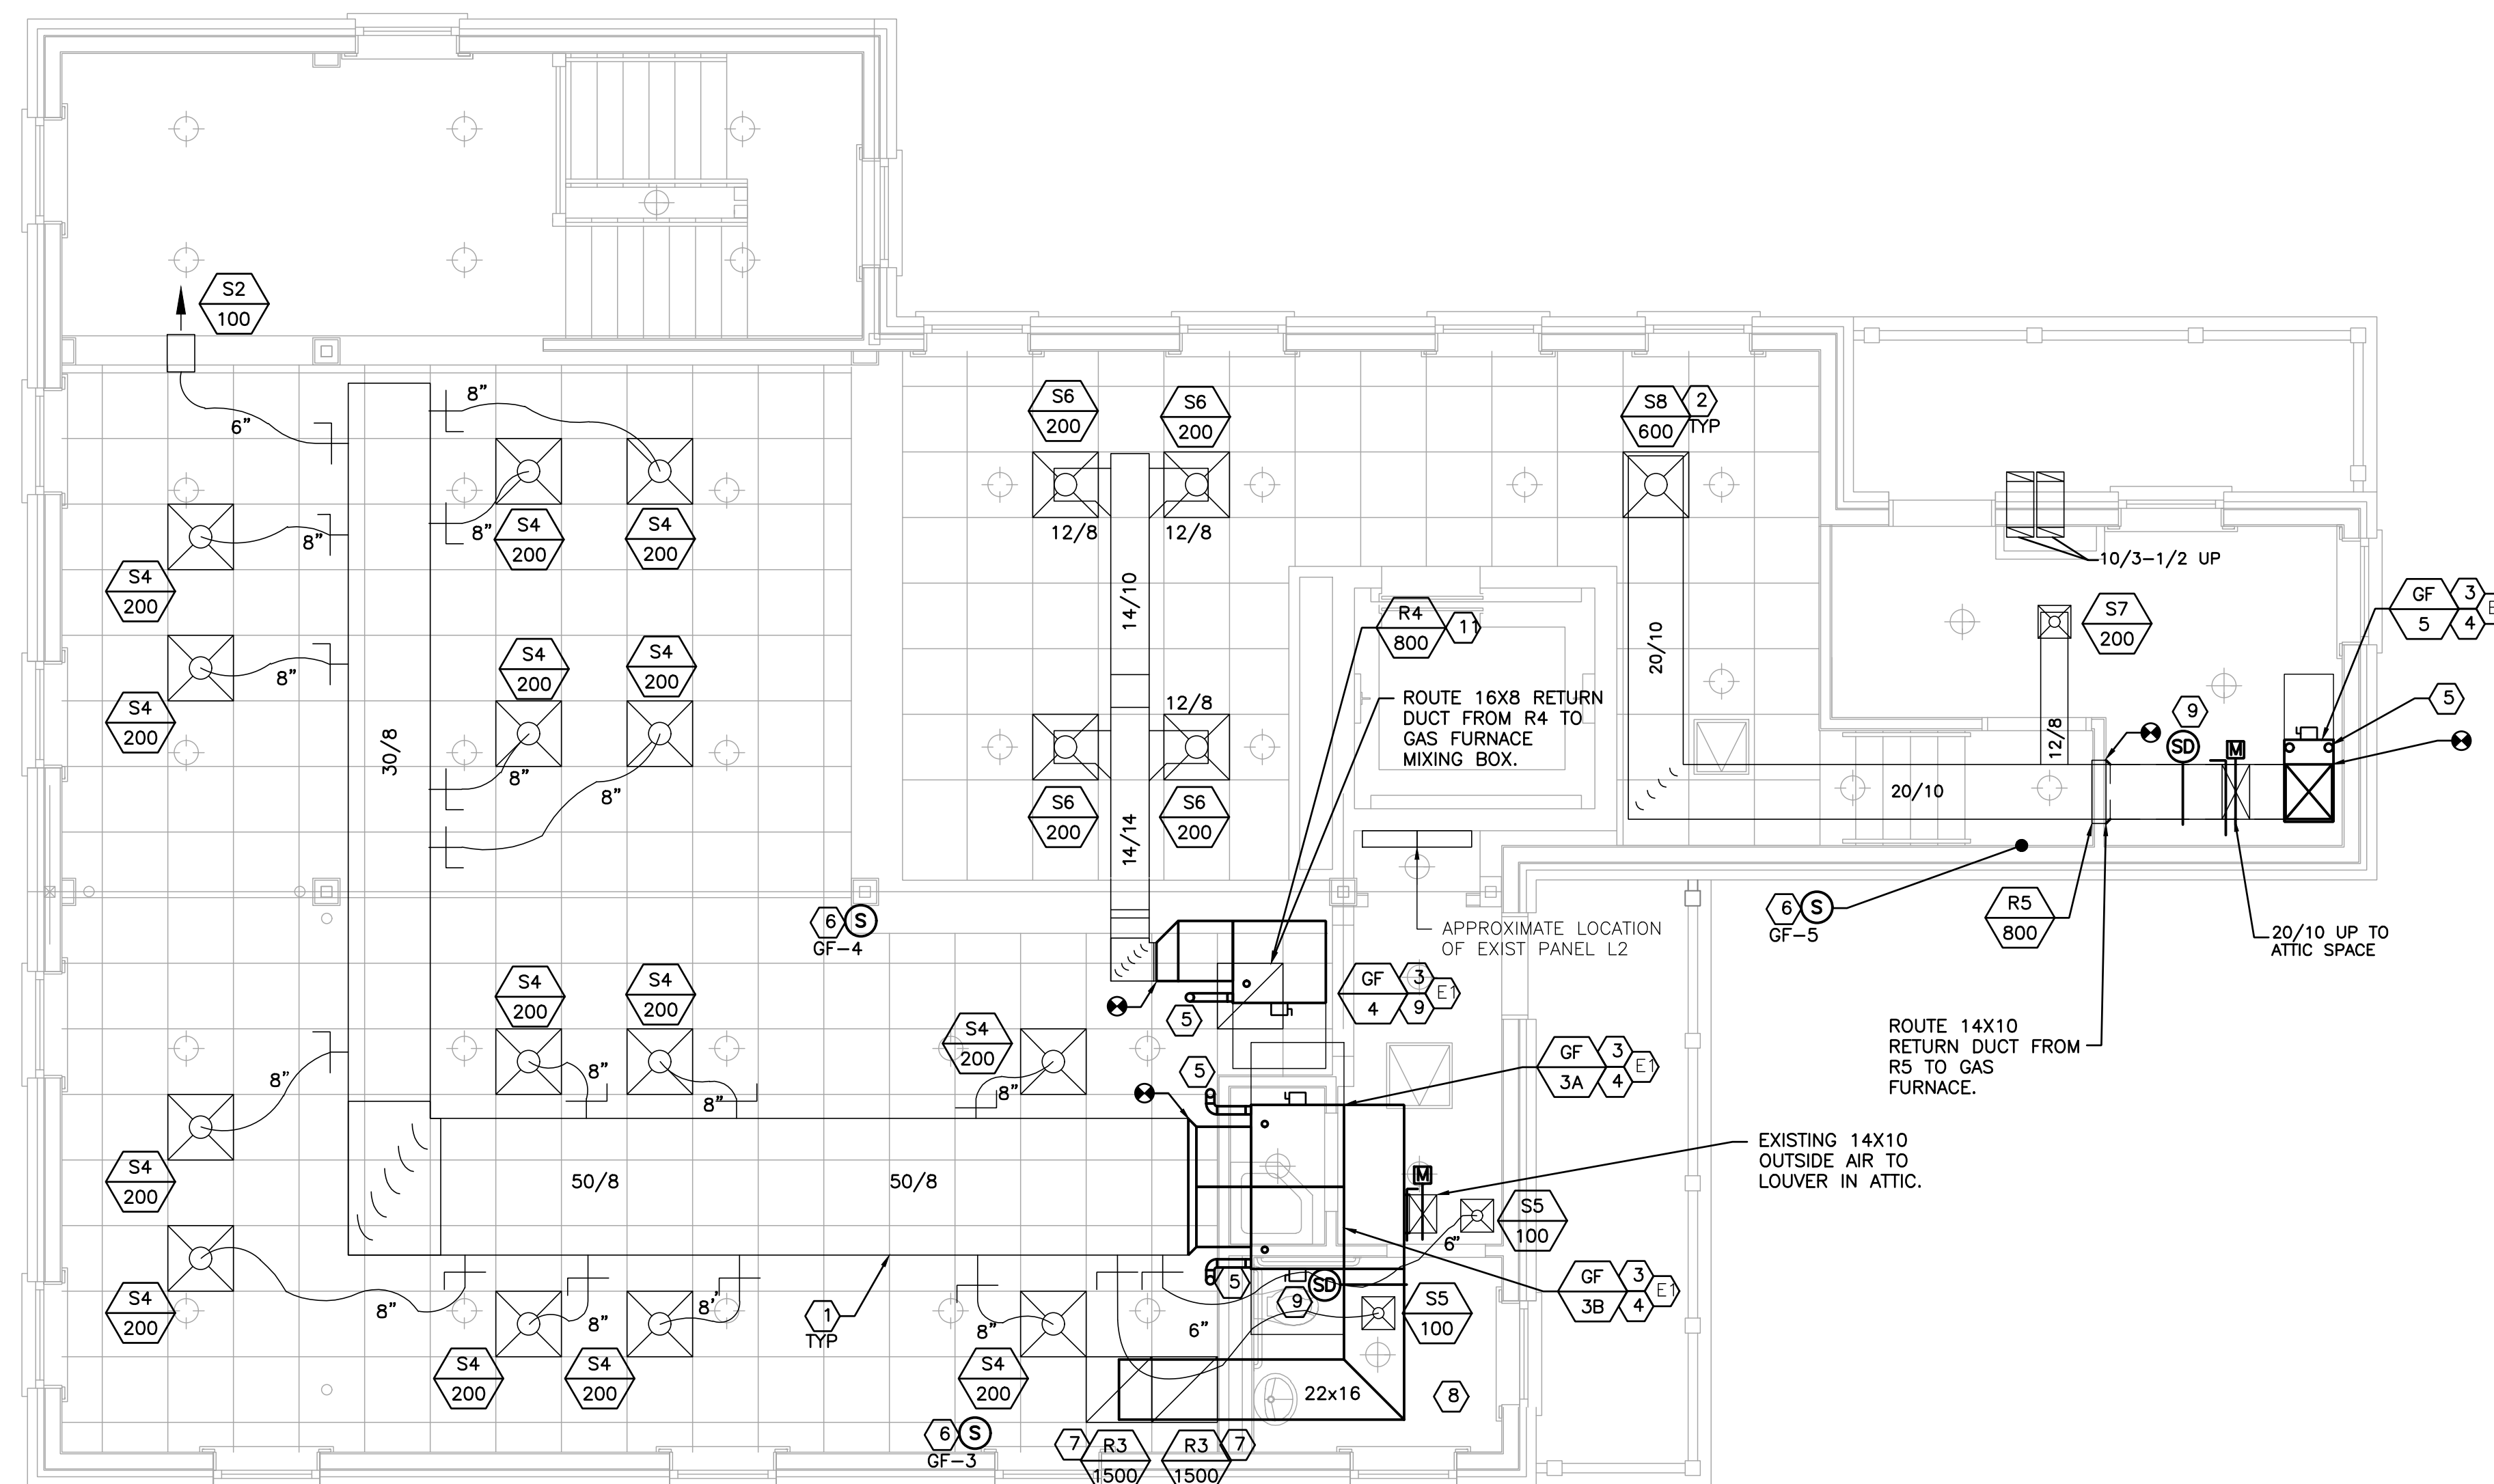 S2
100
6”
8”
8”
8”
S4
200
S4
200
S4
200
8”
S4
200
S4
200
S4
200
8”
8”
30/8
S6
200
S6
200
12/8
12/8
14/10
12/8
S6
200
S6
200
14/14
S8
600
2
TYP
20/10
R4
800
11
ROUTE 16X8 RETURN
DUCT FROM R4 TO
GAS FURNACE
MIXING BOX.
10/3-1/2 UP
S7
200
12/8
GF
5
3
4
5
9
SD
M
20/10
6
S
GF-5
R5
800
20/10 UP TO
ATTIC SPACE
ROUTE 14X10
RETURN DUCT FROM
R5 TO GAS
FURNACE.
APPROXIMATE LOCATION
OF EXIST PANEL L2
6
S
GF-4
5
GF
4
3
9
E1
S4
200
S4
200
S4
200
8”
8”
8”
8”
5
GF
3A
3
4
E1
EXISTING 14X10
OUTSIDE AIR TO
LOUVER IN ATTIC.
M
S4
200
50/8
50/8
S5
100
6”
5
9
SD
GF
3B
3
4
E1
S4
200
8”
8”
8”
1
TYP
8”
6”
S5
100
S4
200
S4
200
S4
200
22x16
8
6
S
GF-3
7
R3
1500
R3
1500
7